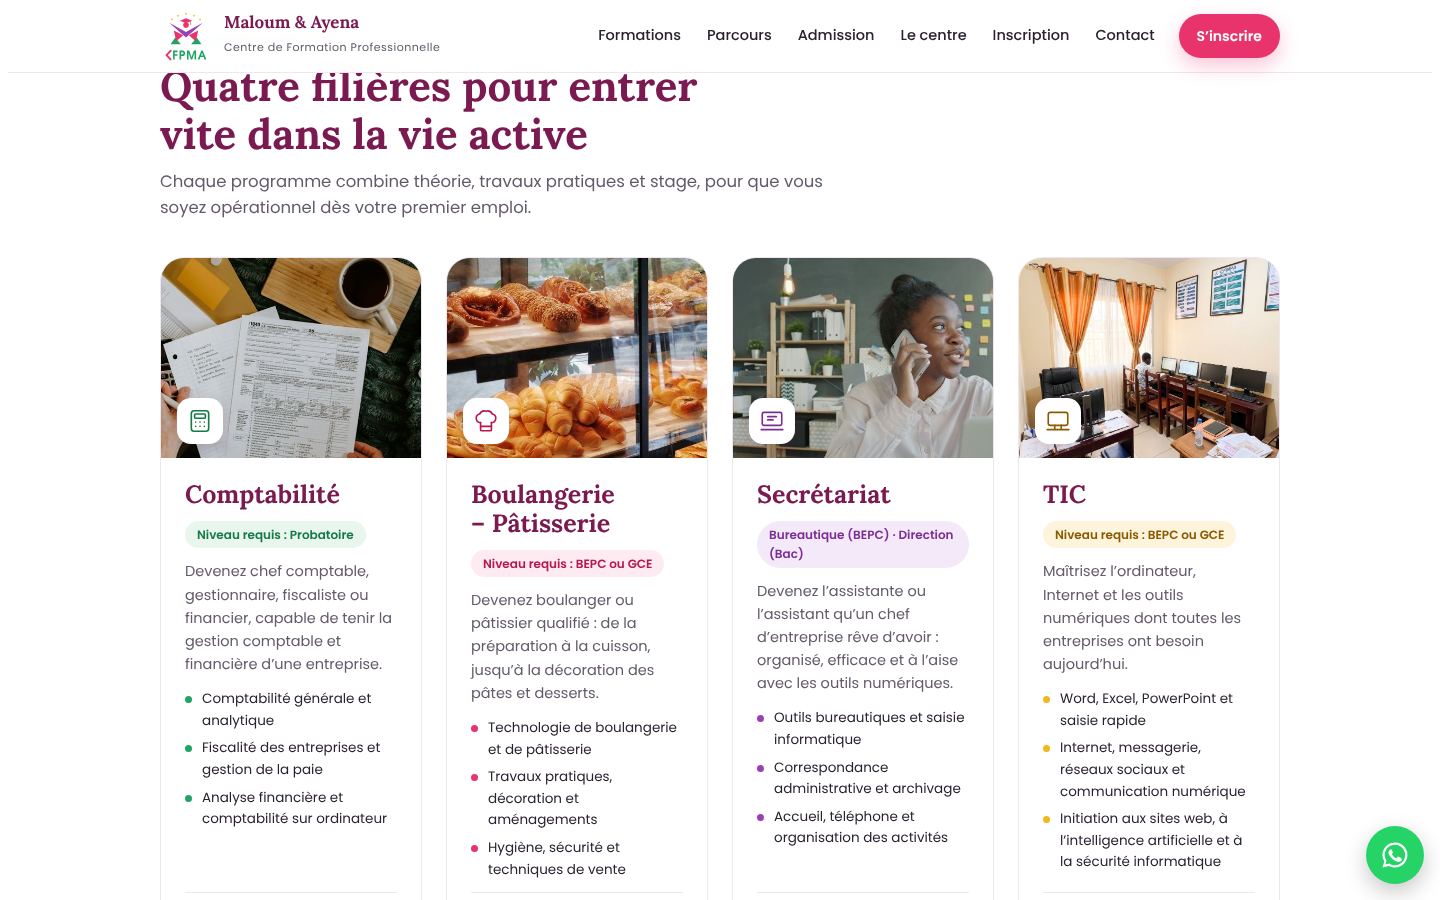 Maloum & Ayena
Centre de Formation Professionnelle
FPMA
Formations
Parcours
Admission
Le centre
Inscription
Contact
S’inscrire
Quatre filières pour entrer
vite dans la vie active
Chaque programme combine théorie, travaux pratiques et stage, pour que vous
soyez opérationnel dès votre premier emploi.
Comptabilité
Niveau requis : Probatoire
Devenez chef comptable,
gestionnaire, fiscaliste ou
financier, capable de tenir la
gestion comptable et
financière d’une entreprise.
Comptabilité générale et
analytique
Fiscalité des entreprises et
gestion de la paie
Analyse financière et
comptabilité sur ordinateur
Boulangerie
– Pâtisserie
Niveau requis : BEPC ou GCE
Devenez boulanger ou
pâtissier qualifié : de la
préparation à la cuisson,
jusqu’à la décoration des
pâtes et desserts.
Technologie de boulangerie
et de pâtisserie
Travaux pratiques,
décoration et
aménagements
Hygiène, sécurité et
techniques de vente
Secrétariat
Bureautique (BEPC) · Direction
(Bac)
Devenez l’assistante ou
l’assistant qu’un chef
d’entreprise rêve d’avoir :
organisé, efficace et à l’aise
avec les outils numériques.
Outils bureautiques et saisie
informatique
Correspondance
administrative et archivage
Accueil, téléphone et
organisation des activités
TIC
Niveau requis : BEPC ou GCE
Maîtrisez l’ordinateur,
Internet et les outils
numériques dont toutes les
entreprises ont besoin
aujourd’hui.
Word, Excel, PowerPoint et
saisie rapide
Internet, messagerie,
réseaux sociaux et
communication numérique
Initiation aux sites web, à
l’intelligence artificielle et à
la sécurité informatique